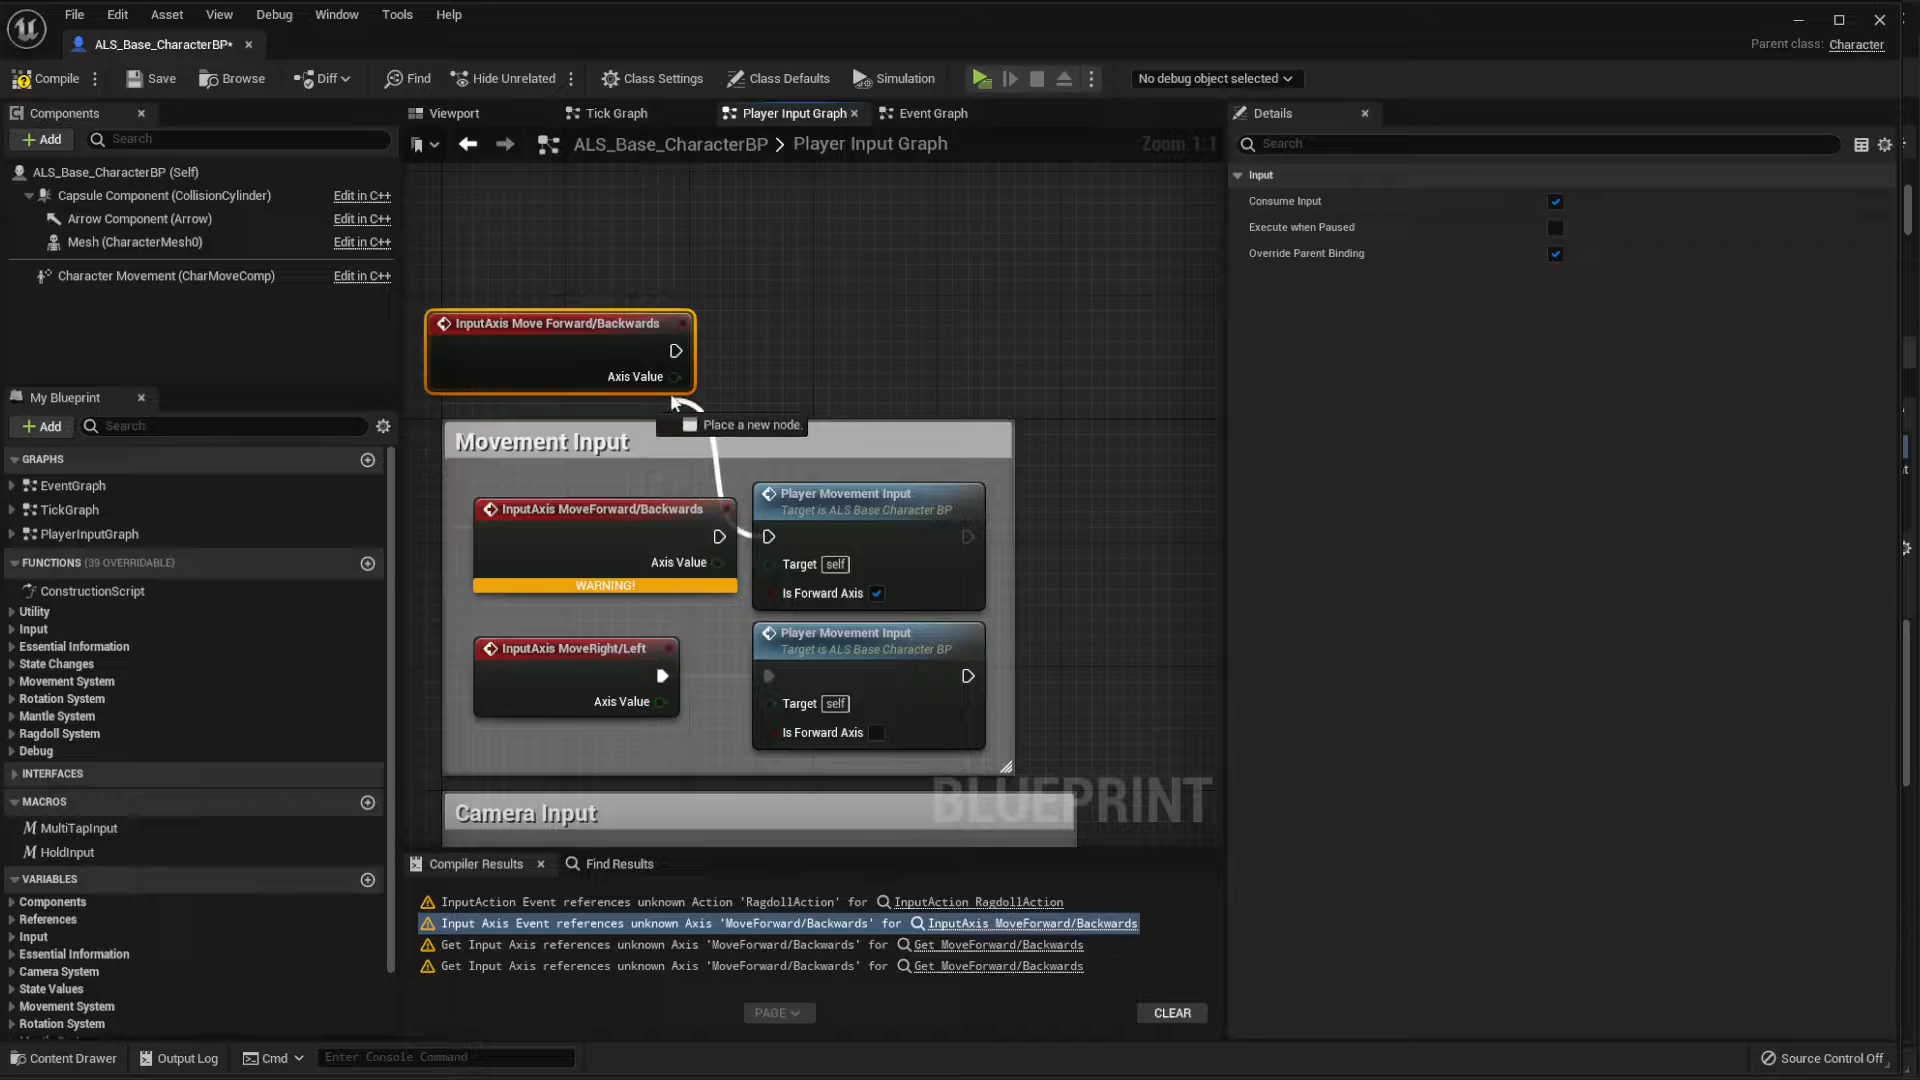 File Edit Asset View Debug Window Tools Help
ALS_Base_CharacterBP*
Parent class: Character
Compile Save Browse Diff Find Hide Unrelated Class Settings Class Defaults Simulation No debug object selected
Components
Viewport Tick Graph Player Input Graph Event Graph
Details
Add Search
ALS_Base_CharacterBP > Player Input Graph
Zoom 1:1
Search
ALS_Base_CharacterBP (Self)
Capsule Component (CollisionCylinder) Edit in C++
Arrow Component (Arrow) Edit in C++
Mesh (CharacterMesh0) Edit in C++
Character Movement (CharMoveComp) Edit in C++
Input
Consume Input
Execute when Paused
Override Parent Binding
InputAxis Move Forward/Backwards
Axis Value
Place a new node.
Movement Input
InputAxis MoveForward/Backwards
Axis Value
WARNING!
Player Movement Input
Target is ALS Base Character BP
Target self
Is Forward Axis
InputAxis MoveRight/Left
Axis Value
Player Movement Input
Target is ALS Base Character BP
Target self
Is Forward Axis
BLUEPRINT
Camera Input
My Blueprint
Add Search
GRAPHS
EventGraph
TickGraph
PlayerInputGraph
FUNCTIONS (39 OVERRIDABLE)
ConstructionScript
Utility
Input
Essential Information
State Changes
Movement System
Rotation System
Mantle System
Ragdoll System
Debug
INTERFACES
MACROS
MultiTapInput
HoldInput
VARIABLES
Components
References
Input
Essential Information
Camera System
State Values
Movement System
Rotation System
Compiler Results Find Results
InputAction Event references unknown Action 'RagdollAction' for InputAction RagdollAction
Input Axis Event references unknown Axis 'MoveForward/Backwards' for InputAxis MoveForward/Backwards
Get Input Axis references unknown Axis 'MoveForward/Backwards' for Get MoveForward/Backwards
Get Input Axis references unknown Axis 'MoveForward/Backwards' for Get MoveForward/Backwards
PAGE CLEAR
Content Drawer Output Log Cmd Enter Console Command Source Control Off